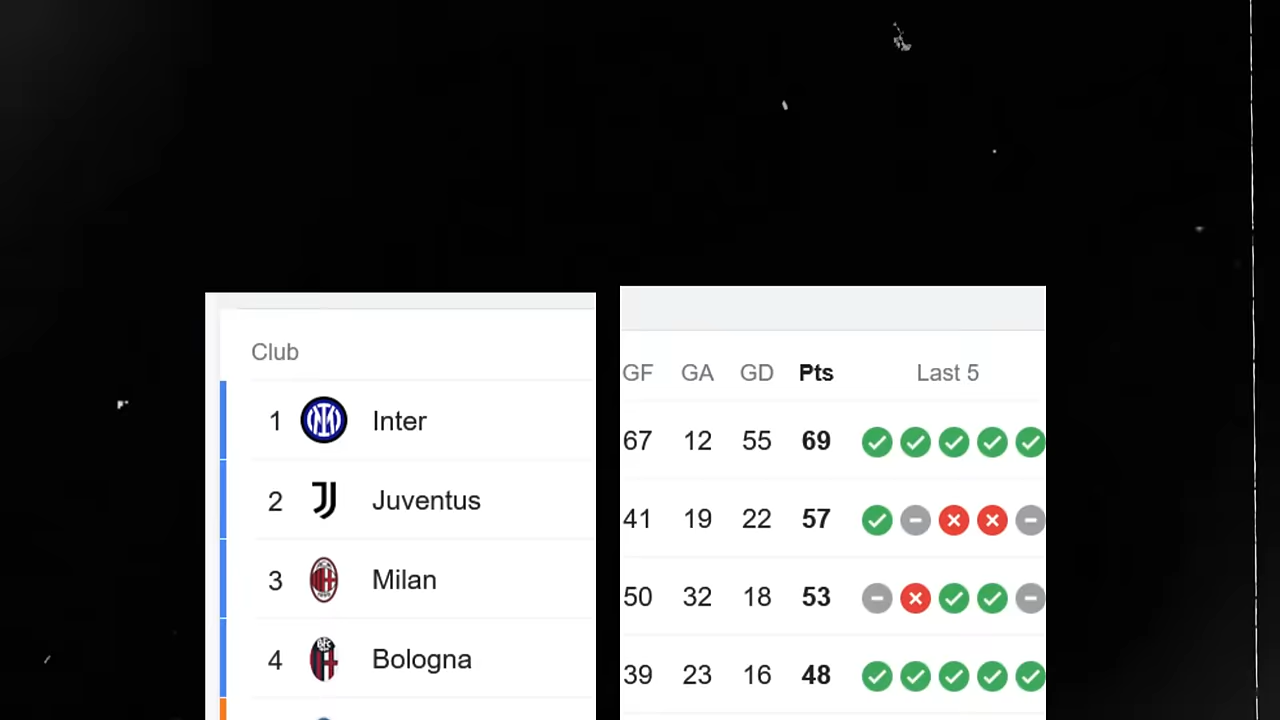 Club
1 Inter
2 Juventus
3 Milan
4 Bologna
GF GA GD Pts Last 5
67 12 55 69
41 19 22 57
50 32 18 53
39 23 16 48